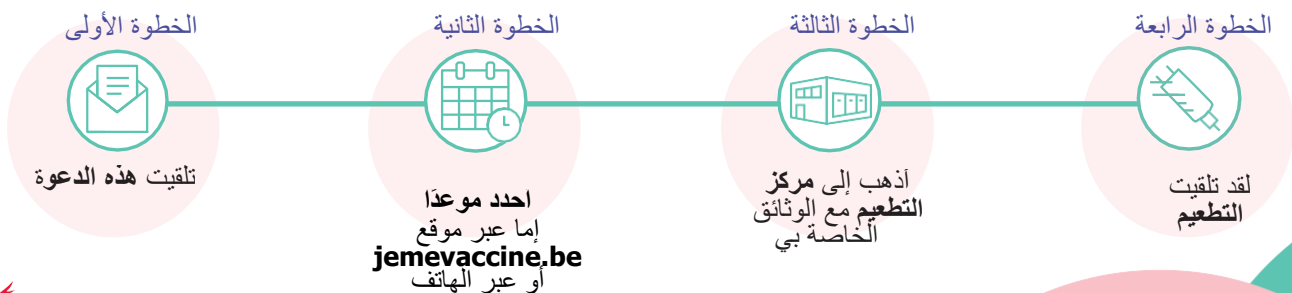 الخطوة الأولى
تلقيت هذه الدعوة
الخطوة الثانية
احدد موعدًا
إما عبر موقع
jemevaccine.be
أو عبر الهاتف
الخطوة الثالثة
أذهب إلى مركز
التطعيم مع الوثائق
الخاصة بي
الخطوة الرابعة
لقد تلقيت
التطعيم